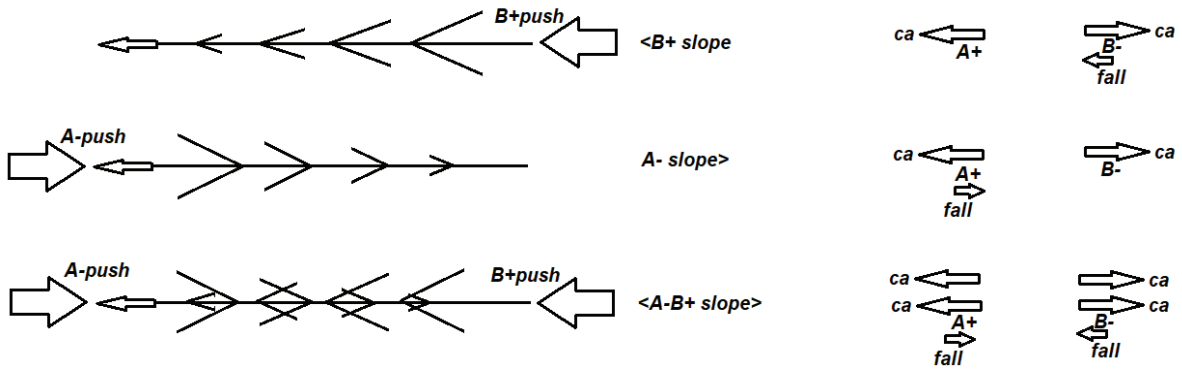 B+push
<B+ slope
ca A+ B- ca
fall
A-push
A- slope>
ca A+ B- ca
fall
A-push B+push
<A-B+ slope>
ca ca
ca A+ B- ca
fall fall